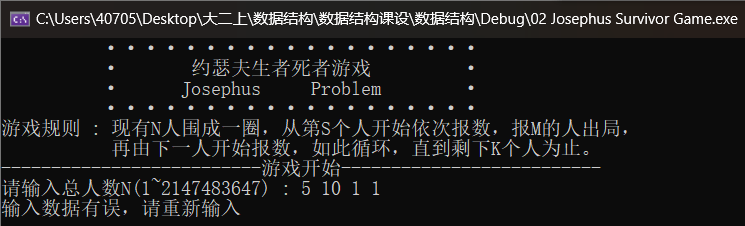 C:\Users\40705\Desktop\大二上\数据结构\数据结构课设\数据结构\Debug\02 Josephus Survivor Game.exe
约瑟夫生者死者游戏
Josephus Problem
游戏规则 : 现有N人围成一圈，从第S个人开始依次报数，报M的人出局，
再由下一人开始报数，如此循环，直到剩下K个人为止。
--------------------------游戏开始--------------------------
请输入总人数N(1~2147483647) : 5 10 1 1
输入数据有误，请重新输入